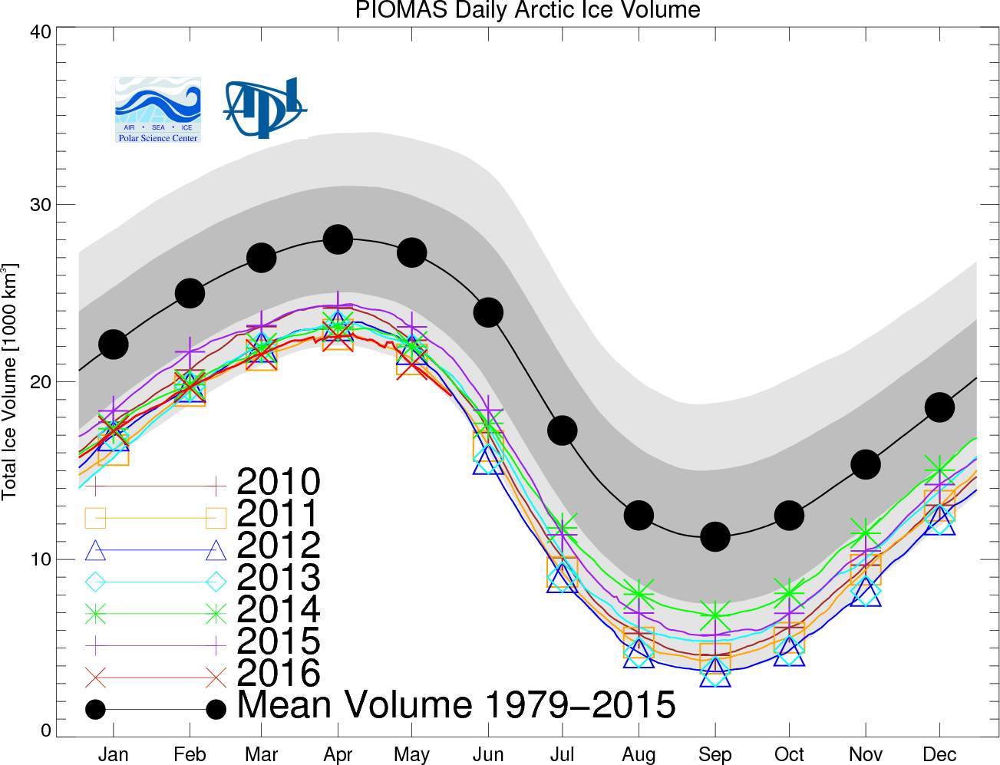 PIOMAS Daily Arctic Ice Volume
40
30
20
10
0
Total Ice Volume [1000 km³]
AIR • SEA • ICE
Polar Science Center
APL
2010
2011
2012
2013
2014
2015
2016
Mean Volume 1979–2015
Jan Feb Mar Apr May Jun Jul Aug Sep Oct Nov Dec